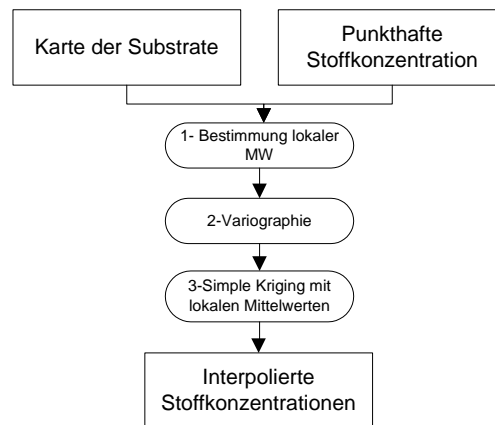 Karte der Substrate
Punkthafte
Stoffkonzentration
1- Bestimmung lokaler
MW
2-Variographie
3-Simple Kriging mit
lokalen Mittelwerten
Interpolierte
Stoffkonzentrationen